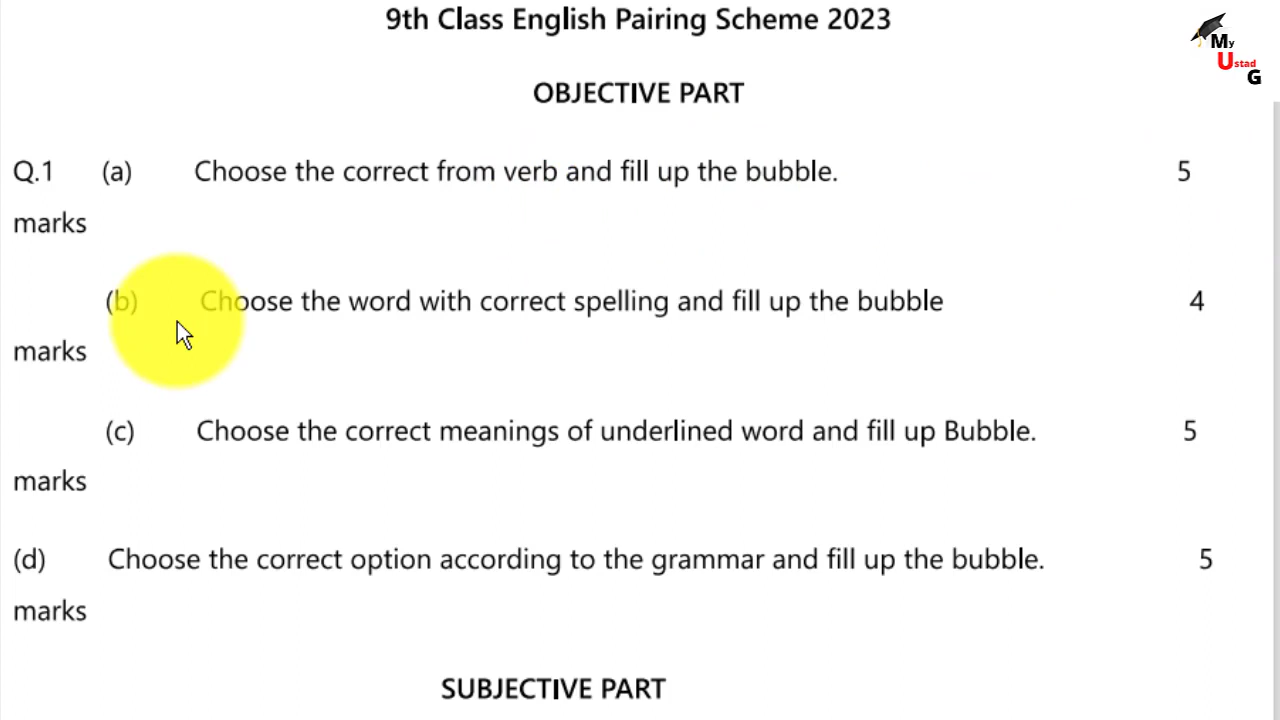 9th Class English Pairing Scheme 2023
My
Ustad
G
OBJECTIVE PART
Q.1 (a) Choose the correct from verb and fill up the bubble. 5
marks
(b) Choose the word with correct spelling and fill up the bubble 4
marks
(c) Choose the correct meanings of underlined word and fill up Bubble. 5
marks
(d) Choose the correct option according to the grammar and fill up the bubble. 5
marks
SUBJECTIVE PART